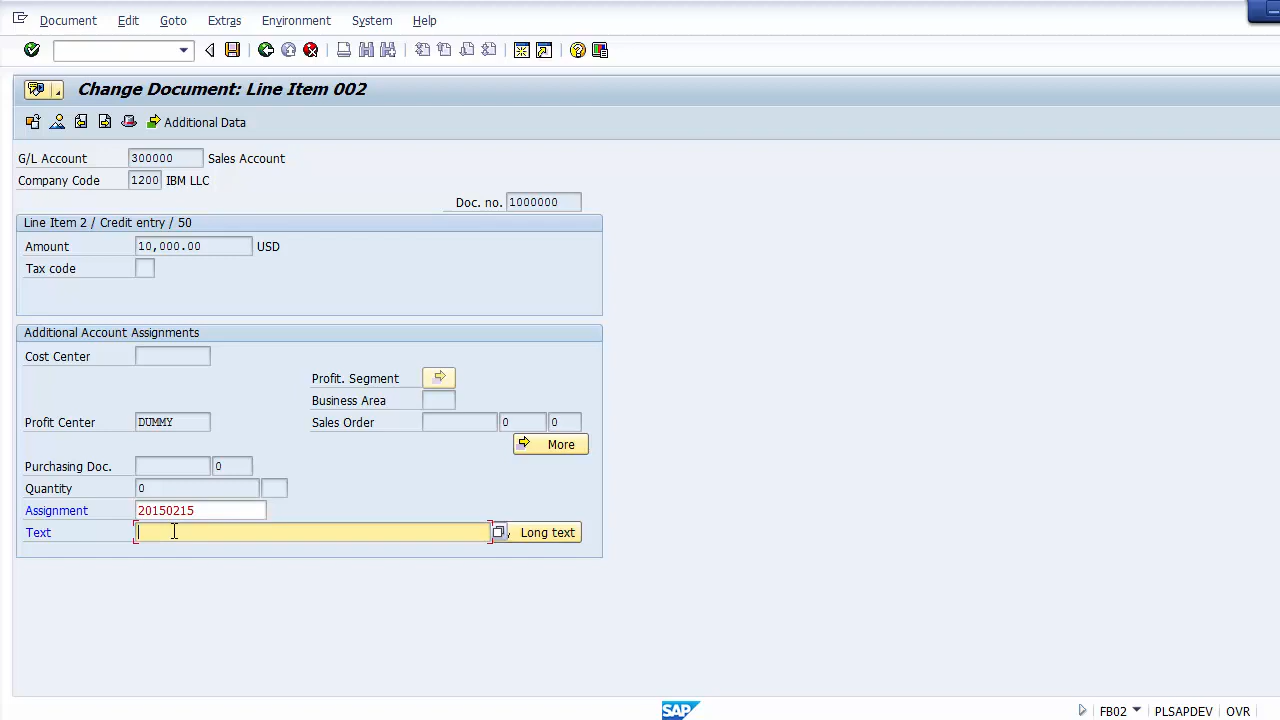 Document Edit Goto Extras Environment System Help
Change Document: Line Item 002
Additional Data
G/L Account 300000 Sales Account
Company Code 1200 IBM LLC
Doc. no. 1000000
Line Item 2 / Credit entry / 50
Amount 10,000.00 USD
Tax code
Additional Account Assignments
Cost Center
Profit. Segment
Business Area
Profit Center DUMMY Sales Order 0 0
More
Purchasing Doc. 0
Quantity 0
Assignment 20150215
Text Long text
SAP FB02 PLSAPDEV OVR